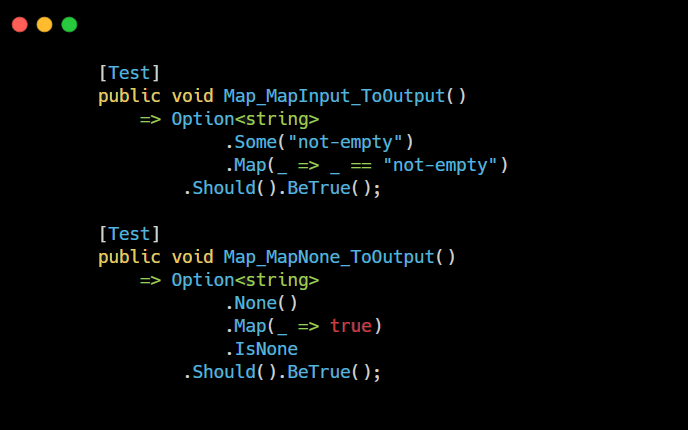 [Test]
public void Map_MapInput_ToOutput()
    => Option<string>
            .Some("not-empty")
            .Map(_ => _ == "not-empty")
        .Should().BeTrue();

[Test]
public void Map_MapNone_ToOutput()
    => Option<string>
            .None()
            .Map(_ => true)
            .IsNone
        .Should().BeTrue();